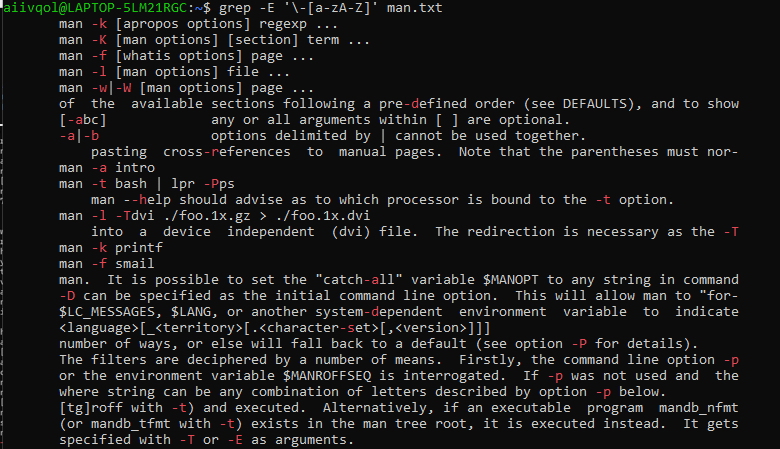 aiivqol@LAPTOP-5LM21RGC:~$ grep -E '\-[a-zA-Z]' man.txt
man -k [apropos options] regexp ...
man -K [man options] [section] term ...
man -f [whatis options] page ...
man -l [man options] file ...
man -w|-W [man options] page ...
of the available sections following a pre-defined order (see DEFAULTS), and to show
[-abc] any or all arguments within [ ] are optional.
-a|-b options delimited by | cannot be used together.
pasting cross-references to manual pages. Note that the parentheses must nor-
man -a intro
man -t bash | lpr -Pps
man --help should advise as to which processor is bound to the -t option.
man -l -Tdvi ./foo.1x.gz > ./foo.1x.dvi
into a device independent (dvi) file. The redirection is necessary as the -T
man -k printf
man -f smail
man. It is possible to set the "catch-all" variable $MANOPT to any string in command
-D can be specified as the initial command line option. This will allow man to "for-
$LC_MESSAGES, $LANG, or another system-dependent environment variable to indicate
<language>[_<territory>[.<character-set>[,<version>]]]
number of ways, or else will fall back to a default (see option -P for details).
The filters are deciphered by a number of means. Firstly, the command line option -p
or the environment variable $MANROFFSEQ is interrogated. If -p was not used and the
where string can be any combination of letters described by option -p below.
[tg]roff with -t) and executed. Alternatively, if an executable program mandb_nfmt
(or mandb_tfmt with -t) exists in the man tree root, it is executed instead. It gets
specified with -T or -E as arguments.